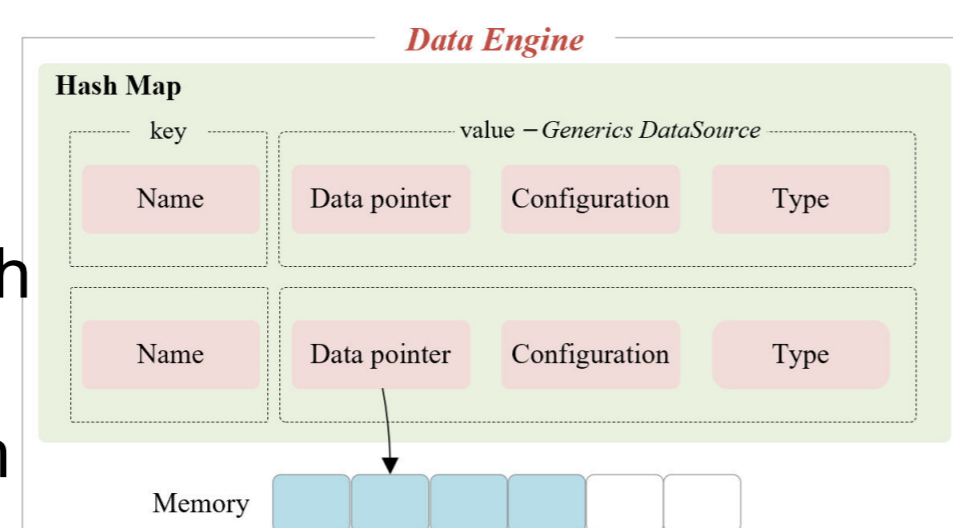 Data Engine
Hash Map
key
value – Generics DataSource
Name
Data pointer
Configuration
Type
h
Name
Data pointer
Configuration
Type
Memory